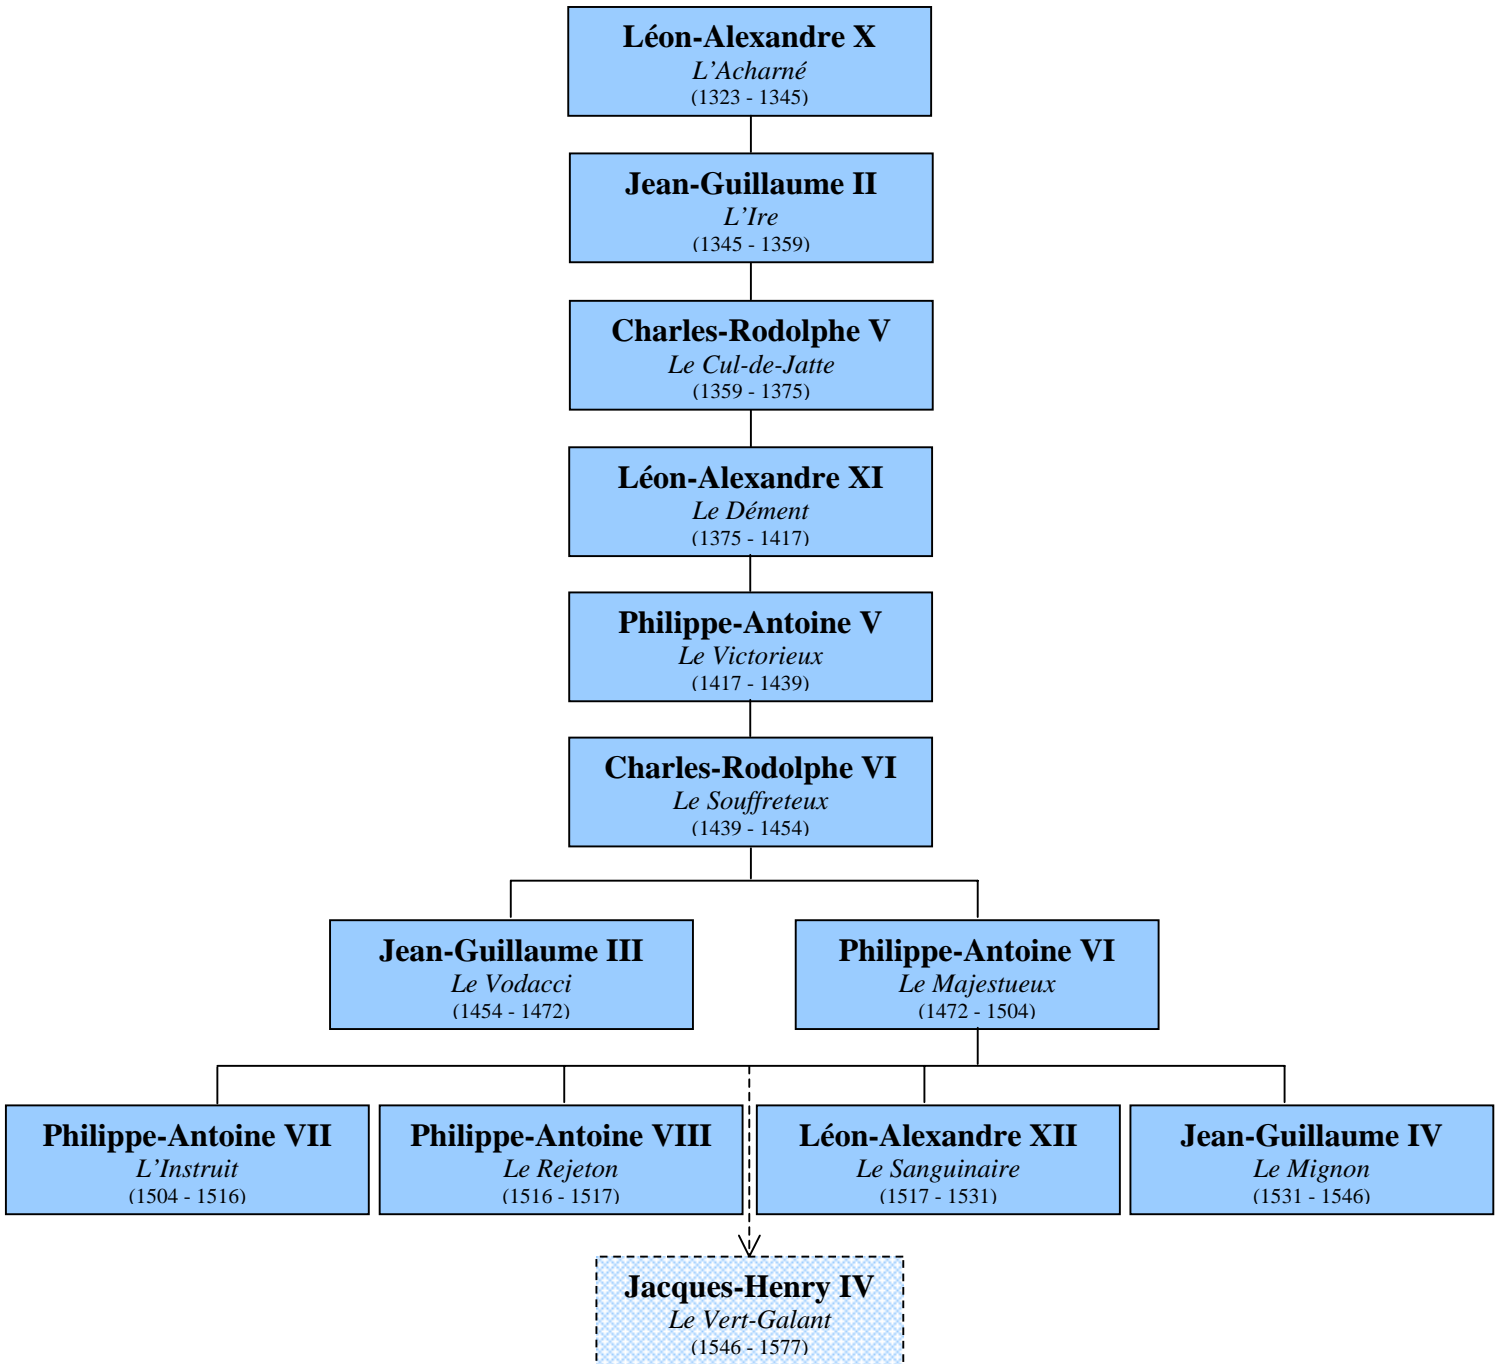 Léon-Alexandre X
L'Acharné
(1323 - 1345)
Jean-Guillaume II
L'Ire
(1345 - 1359)
Charles-Rodolphe V
Le Cul-de-Jatte
(1359 - 1375)
Léon-Alexandre XI
Le Dément
(1375 - 1417)
Philippe-Antoine V
Le Victorieux
(1417 - 1439)
Charles-Rodolphe VI
Le Souffreteux
(1439 - 1454)
Jean-Guillaume III
Le Vodacci
(1454 - 1472)
Philippe-Antoine VI
Le Majestueux
(1472 - 1504)
Philippe-Antoine VII
L'Instruit
(1504 - 1516)
Philippe-Antoine VIII
Le Rejeton
(1516 - 1517)
Léon-Alexandre XII
Le Sanguinaire
(1517 - 1531)
Jean-Guillaume IV
Le Mignon
(1531 - 1546)
Jacques-Henry IV
Le Vert-Galant
(1546 - 1577)